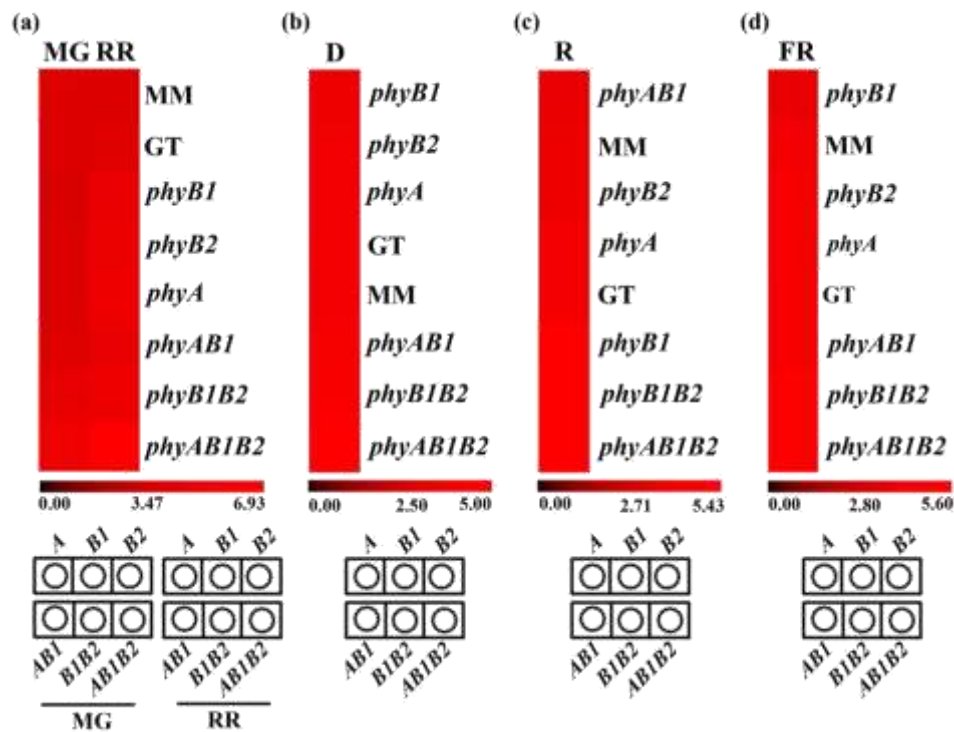 (a) (b) (c) (d)
MG RR D R FR
MM phyB1 phyAB1 phyB1
GT phyB2 MM MM
phyB1 phyA phyB2 phyB2
phyB2 GT phyA phyA
phyA MM GT GT
phyAB1 phyAB1 phyB1 phyAB1
phyB1B2 phyB1B2 phyB1B2 phyB1B2
phyAB1B2 phyAB1B2 phyAB1B2 phyAB1B2
0.00 3.47 6.93 0.00 2.50 5.00 0.00 2.71 5.43 0.00 2.80 5.60
A B1 B2 A B1 B2 A B1 B2 A B1 B2 A B1 B2
AB1 B1B2 AB1B2 AB1 B1B2 AB1B2 AB1 B1B2 AB1B2 AB1 B1B2 AB1B2 AB1 B1B2 AB1B2
MG RR